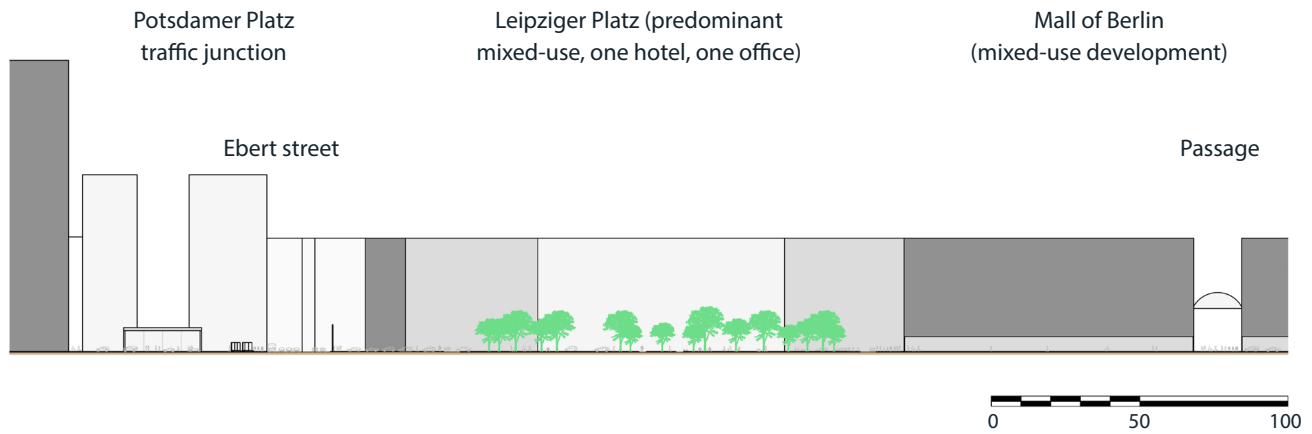 Potsdamer Platz
traffic junction
Leipziger Platz (predominant
mixed-use, one hotel, one office)
Mall of Berlin
(mixed-use development)
Ebert street
Passage
0
50
100